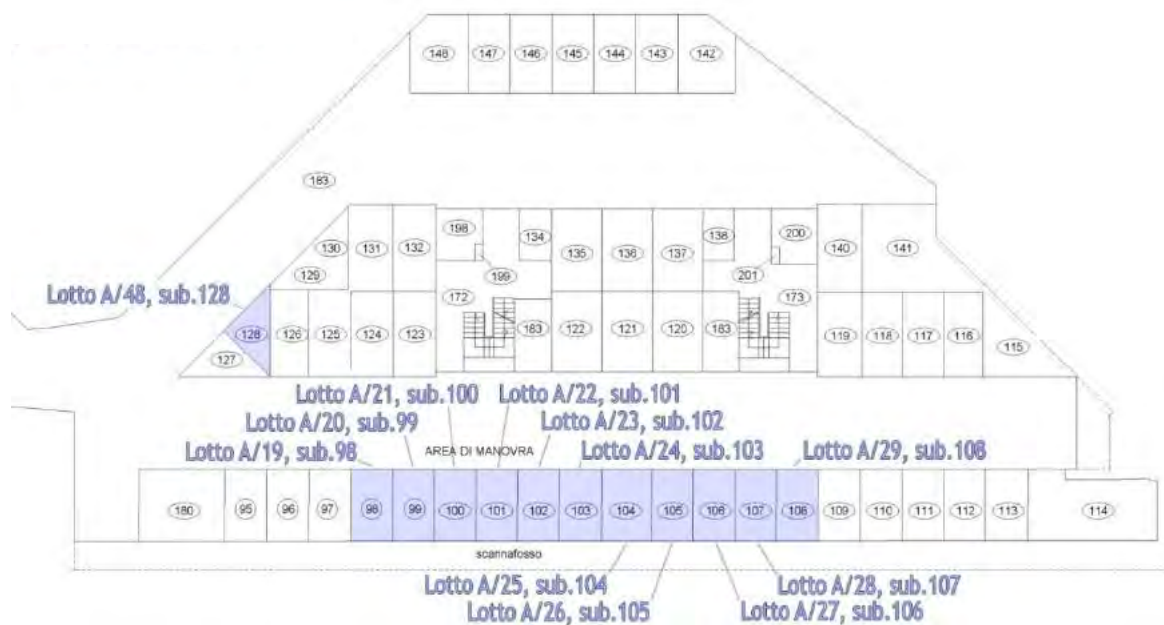 148 147 146 145 144 143 142
183
130 131 132 198 134 135 136 137 138 200 140 141
129 199 201
Lotto A/48, sub.128
172 173
128 126 125 124 123 183 122 121 120 183 119 118 117 116 115
127
Lotto A/21, sub.100 Lotto A/22, sub.101
Lotto A/20, sub.99 Lotto A/23, sub.102
Lotto A/19, sub.98 AREA DI MANOVRA Lotto A/24, sub.103 Lotto A/29, sub.108
180 95 96 97 98 99 100 101 102 103 104 105 106 107 108 109 110 111 112 113 114
scannafosso
Lotto A/25, sub.104 Lotto A/28, sub.107
Lotto A/26, sub.105 Lotto A/27, sub.106